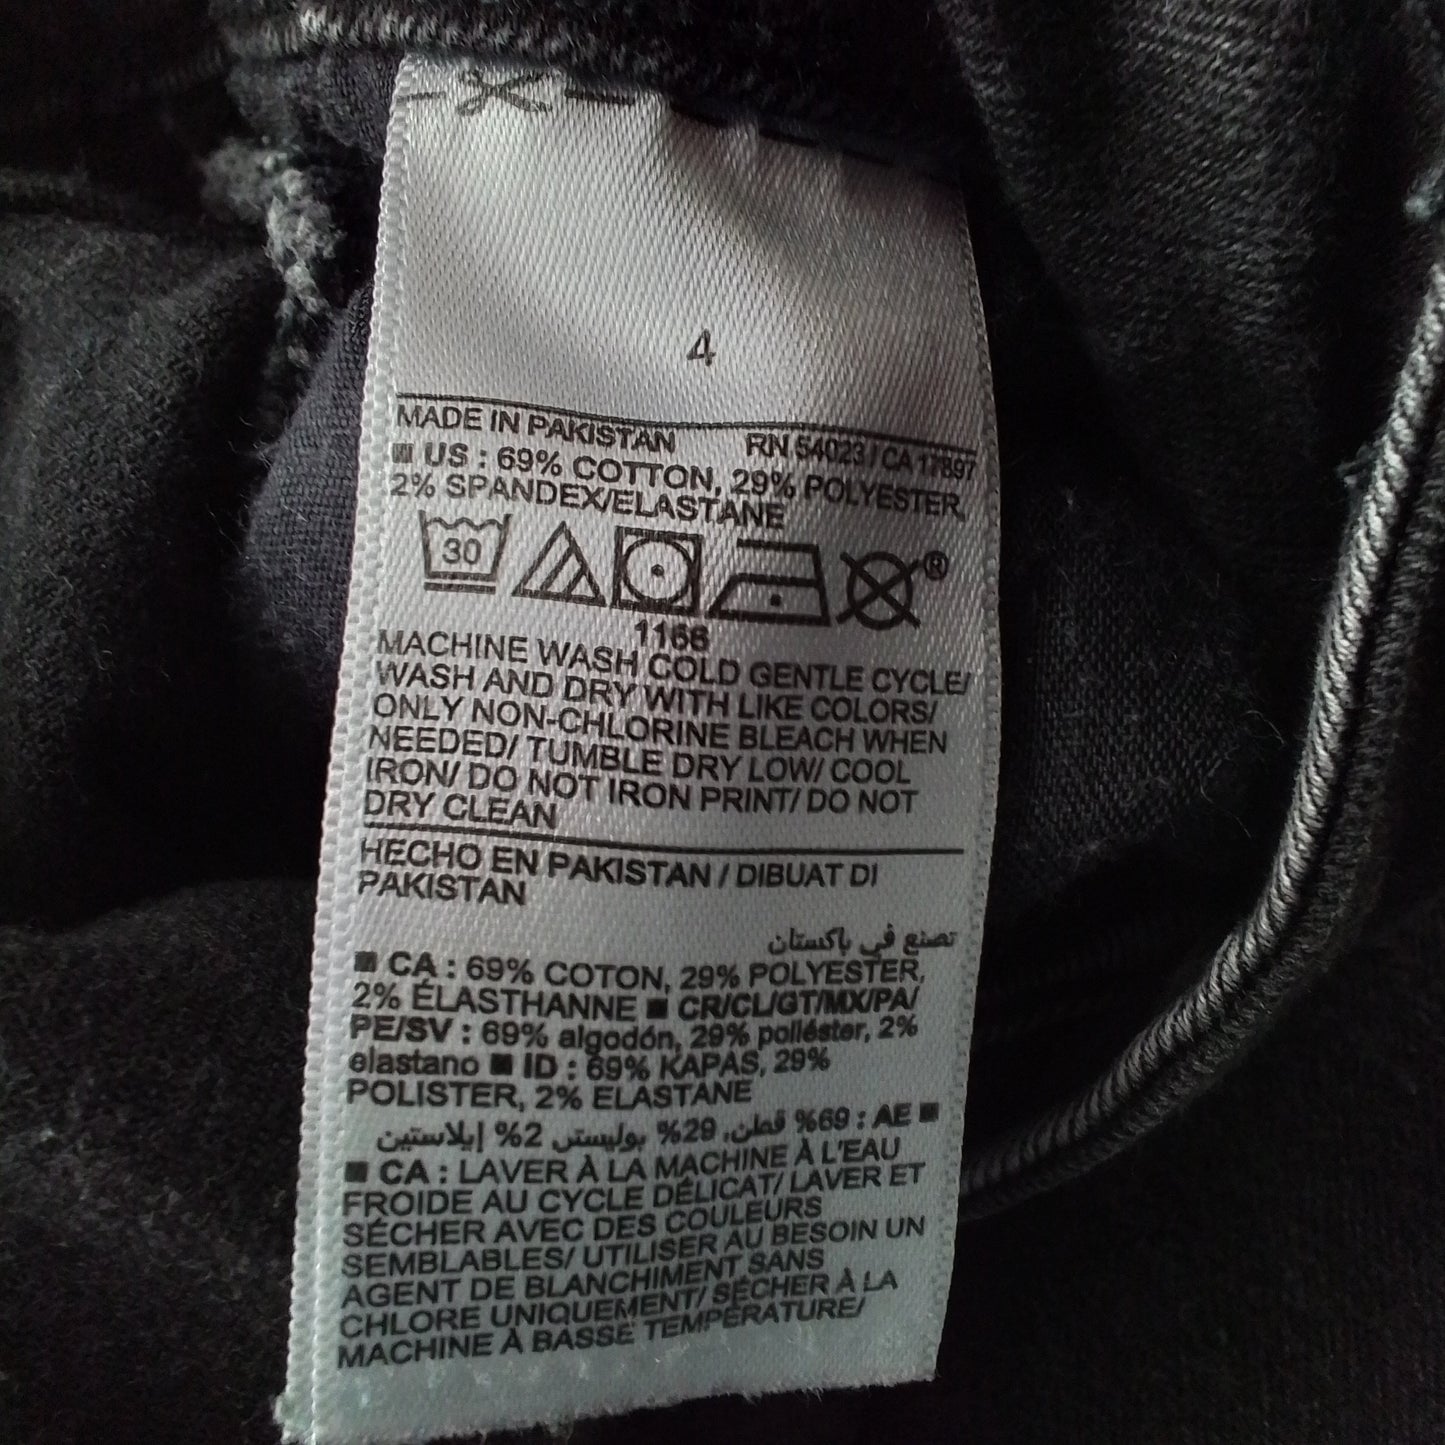 4
MADE IN PAKISTAN RN 54023 / CA 17897
■ US : 69% COTTON, 29% POLYESTER,
2% SPANDEX/ELASTANE
30 ®
1166
MACHINE WASH COLD GENTLE CYCLE/
WASH AND DRY WITH LIKE COLORS/
ONLY NON-CHLORINE BLEACH WHEN
NEEDED/ TUMBLE DRY LOW/ COOL
IRON/ DO NOT IRON PRINT/ DO NOT
DRY CLEAN
HECHO EN PAKISTAN / DIBUAT DI
PAKISTAN
تصنع في باكستان
■ CA : 69% COTON, 29% POLYESTER,
2% ÉLASTHANNE ■ CR/CL/GT/MX/PA/
PE/SV : 69% algodón, 29% poliéster, 2%
elastano ■ ID : 69% KAPAS, 29%
POLISTER, 2% ELASTANE
■ AE : 69% قطن, 29% بوليستر, 2% إيلاستين
■ CA : LAVER À LA MACHINE À L'EAU
FROIDE AU CYCLE DÉLICAT/ LAVER ET
SÉCHER AVEC DES COULEURS
SEMBLABLES/ UTILISER AU BESOIN UN
AGENT DE BLANCHIMENT SANS
CHLORE UNIQUEMENT/ SÉCHER À LA
MACHINE À BASSE TEMPÉRATURE/